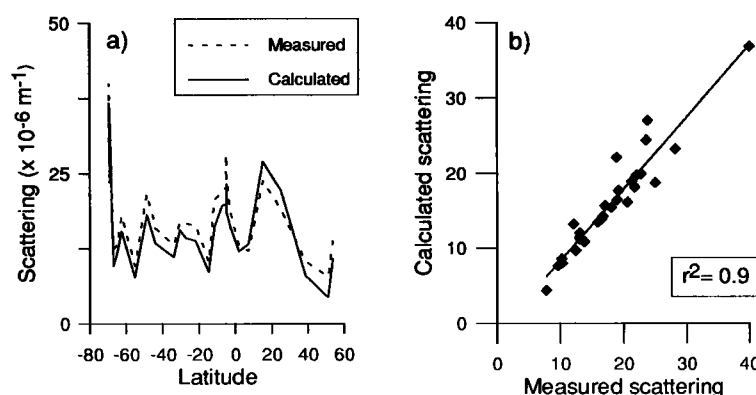 a)
Measured
Calculated
Scattering (x 10-6 m-1)
50
25
0
-80 -60 -40 -20 0 20 40 60
Latitude
b)
Calculated scattering
40
30
20
10
0
r2= 0.9
0 10 20 30 40
Measured scattering